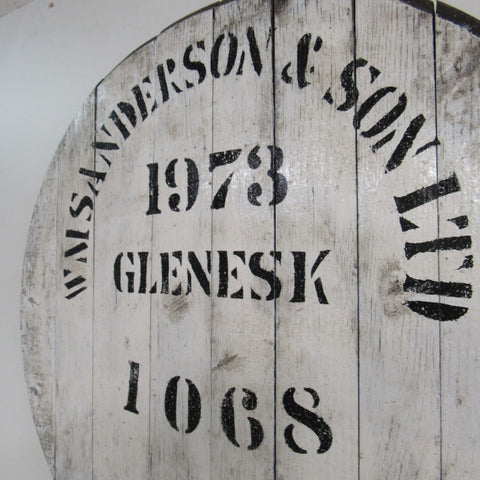 WM SANDERSON & SON LTD
1973
GLENESK
1068